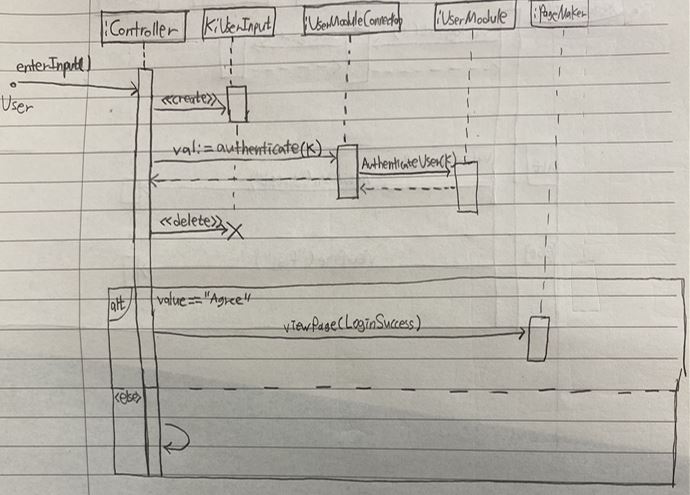 :Controller
K:UserInput
:UserModuleConnector
:UserModule
:PageMaker
enterInput()
User
<<create>>
val:=authenticate(K)
AuthenticateUser(K)
<<delete>>
alt
value=="Agree"
viewPage(LoginSuccess)
<else>